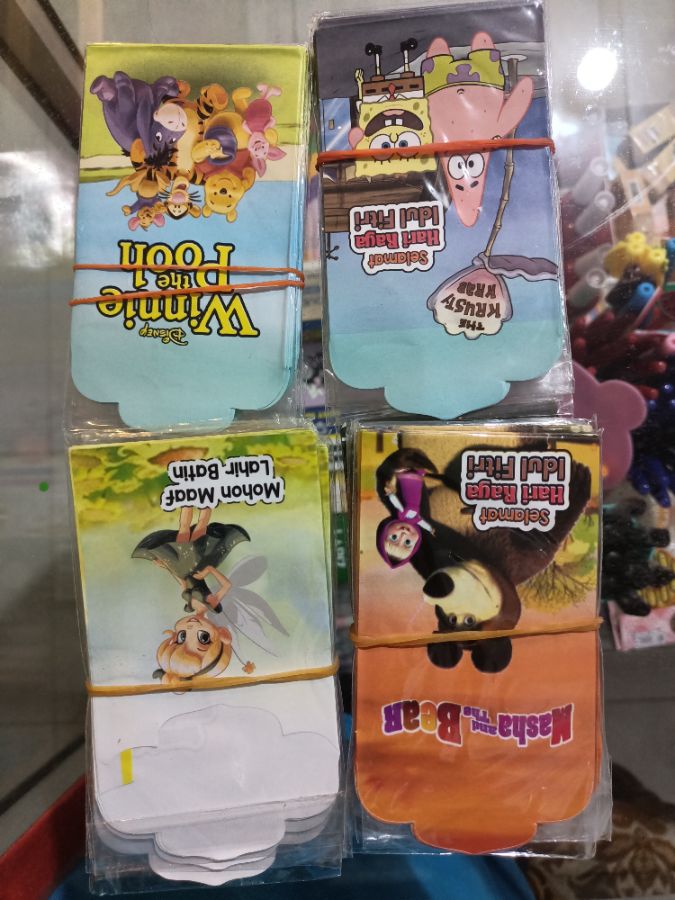 Disney
Winnie
the
Pooh
Selamat
Hari Raya
Idul Fitri
THE
KRUSTY
KRAB
Mohon Maaf
Lahir Batin
Selamat
Hari Raya
Idul Fitri
Masha
and The
Bear